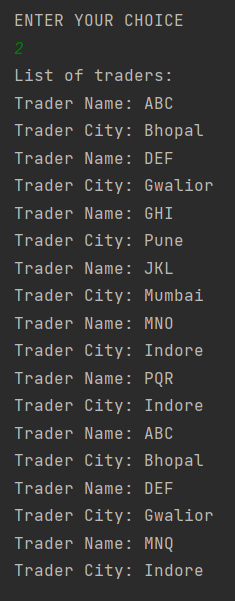 ENTER YOUR CHOICE
2
List of traders:
Trader Name: ABC
Trader City: Bhopal
Trader Name: DEF
Trader City: Gwalior
Trader Name: GHI
Trader City: Pune
Trader Name: JKL
Trader City: Mumbai
Trader Name: MNO
Trader City: Indore
Trader Name: PQR
Trader City: Indore
Trader Name: ABC
Trader City: Bhopal
Trader Name: DEF
Trader City: Gwalior
Trader Name: MNQ
Trader City: Indore